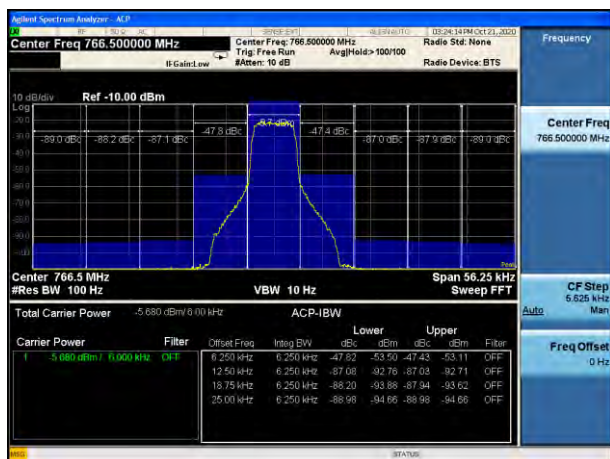 Agilent Spectrum Analyzer - ACP
RF 50 Ω AC SENSE:EXT ALIGN AUTO 03:24:14 PM Oct 21, 2020
Center Freq 766.500000 MHz
Center Freq: 766.500000 MHz Radio Std: None
Trig: Free Run Avg|Hold:> 100/100
IFGain:Low #Atten: 10 dB Radio Device: BTS
Frequency
10 dB/div Ref -10.00 dBm
Log
-89.0 dBc -88.2 dBc -87.1 dBc -47.8 dBc -47.4 dBc -87.0 dBc -87.9 dBc -89.0 dBc
Center Freq
766.500000 MHz
Center 766.5 MHz Span 56.25 kHz
#Res BW 100 Hz VBW 10 Hz Sweep FFT
CF Step
5.625 kHz
Auto Man
Total Carrier Power -5.680 dBm/ 6.00 kHz ACP-IBW
Lower Upper
Carrier Power Filter Offset Freq Integ BW dBc dBm dBc dBm Filter
1 -5.680 dBm / 6.000 kHz OFF 6.250 kHz 6.250 kHz -47.82 -53.50 -47.43 -53.11 OFF
12.50 kHz 6.250 kHz -87.08 -92.76 -87.03 -92.71 OFF
18.75 kHz 6.250 kHz -88.20 -93.88 -87.94 -93.62 OFF
25.00 kHz 6.250 kHz -88.98 -94.66 -88.98 -94.66 OFF
Freq Offset
0 Hz
MSG STATUS